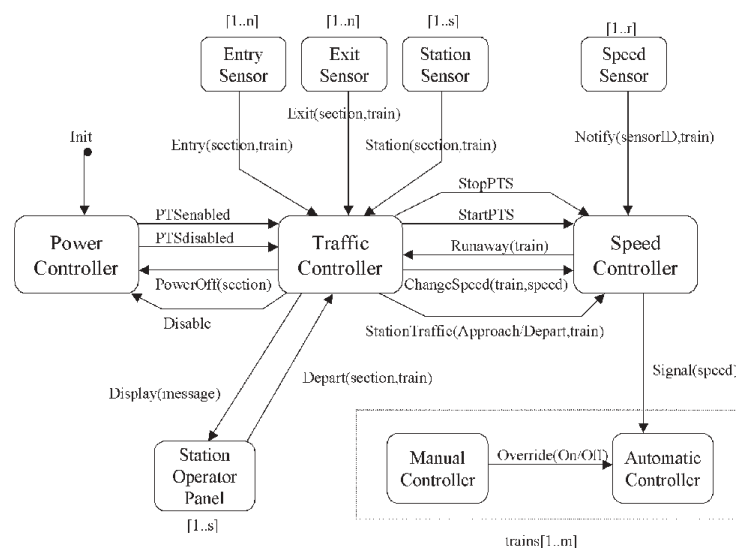 [1..n]
[1..n]
[1..s]
[1..r]
Entry
Sensor
Exit
Sensor
Station
Sensor
Speed
Sensor
Exit(section,train)
Init
Entry(section,train)
Station(section,train)
Notify(sensorID,train)
StopPTS
PTSenabled
StartPTS
Power
Controller
PTSdisabled
Traffic
Controller
Runaway(train)
Speed
Controller
PowerOff(section)
ChangeSpeed(train,speed)
Disable
StationTraffic(Approach/Depart,train)
Display(message)
Depart(section,train)
Signal(speed)
Station
Operator
Panel
[1..s]
Manual
Controller
Override(On/Off)
Automatic
Controller
trains[1..m]